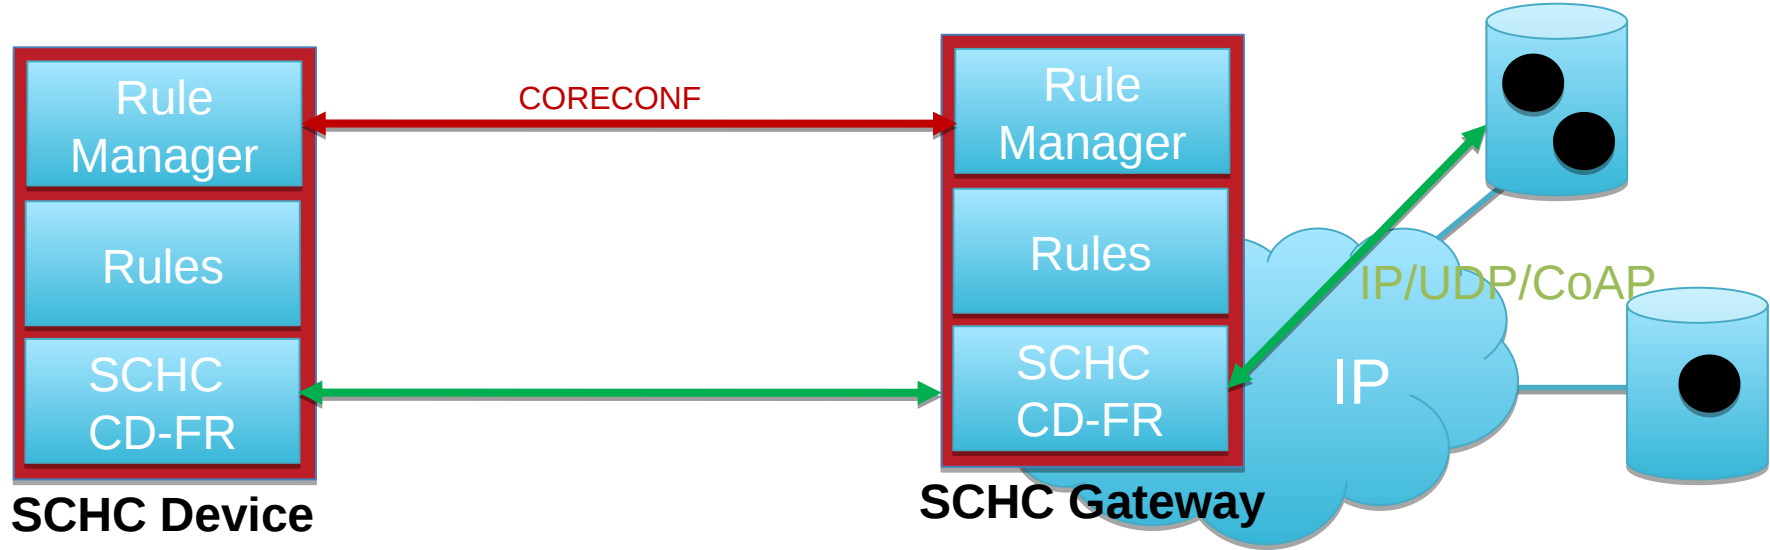 Rule
Manager
Rules
SCHC
CD-FR
SCHC Device
CORECONF
Rule
Manager
Rules
SCHC
CD-FR
SCHC Gateway
IP/UDP/CoAP
IP